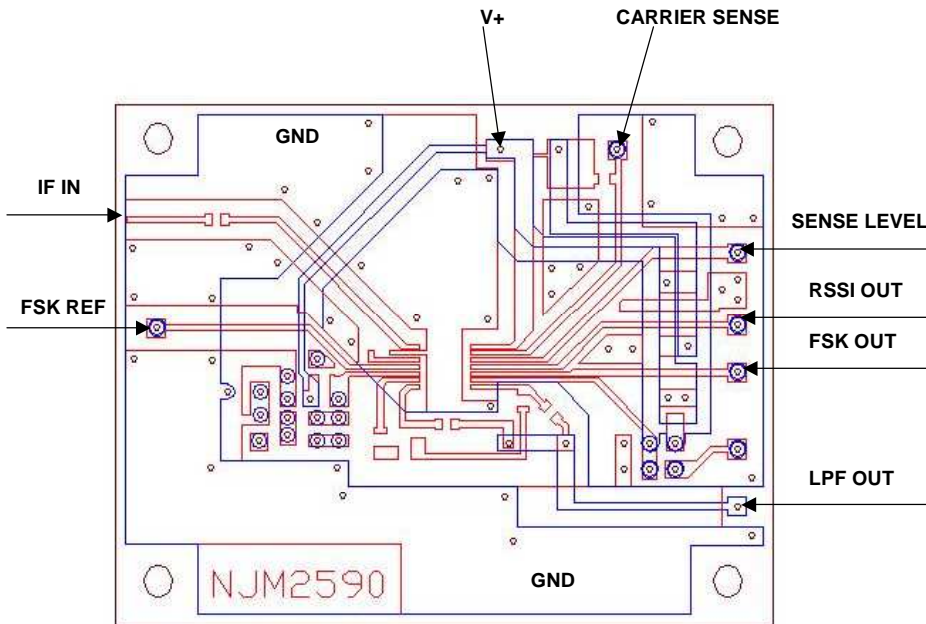 V+
CARRIER SENSE
GND
IF IN
SENSE LEVEL
RSSI OUT
FSK REF
FSK OUT
LPF OUT
GND
NJM2590